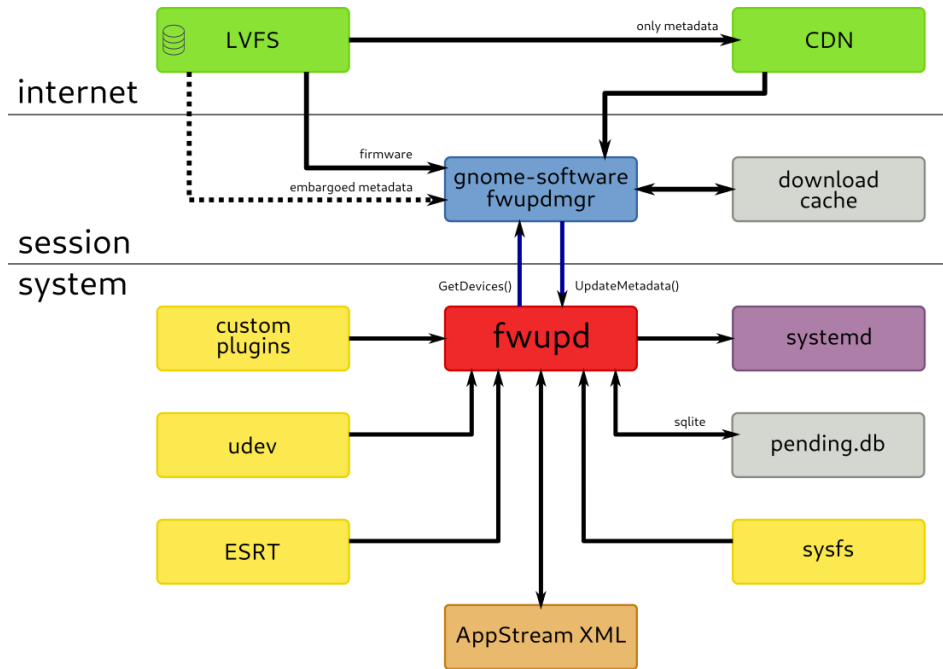 LVFS
only metadata
CDN
internet
firmware
embargoed metadata
gnome-software
fwupdmgr
download
cache
session
system
GetDevices()
UpdateMetadata()
custom
plugins
fwupd
systemd
udev
sqlite
pending.db
ESRT
sysfs
AppStream XML